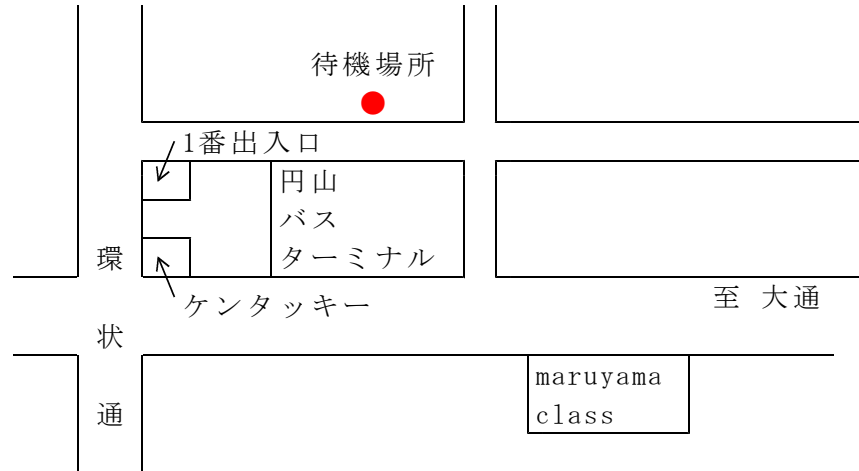 待機場所
1番出入口
円山
バス
ターミナル
環状通
ケンタッキー
至 大通
maruyama
class